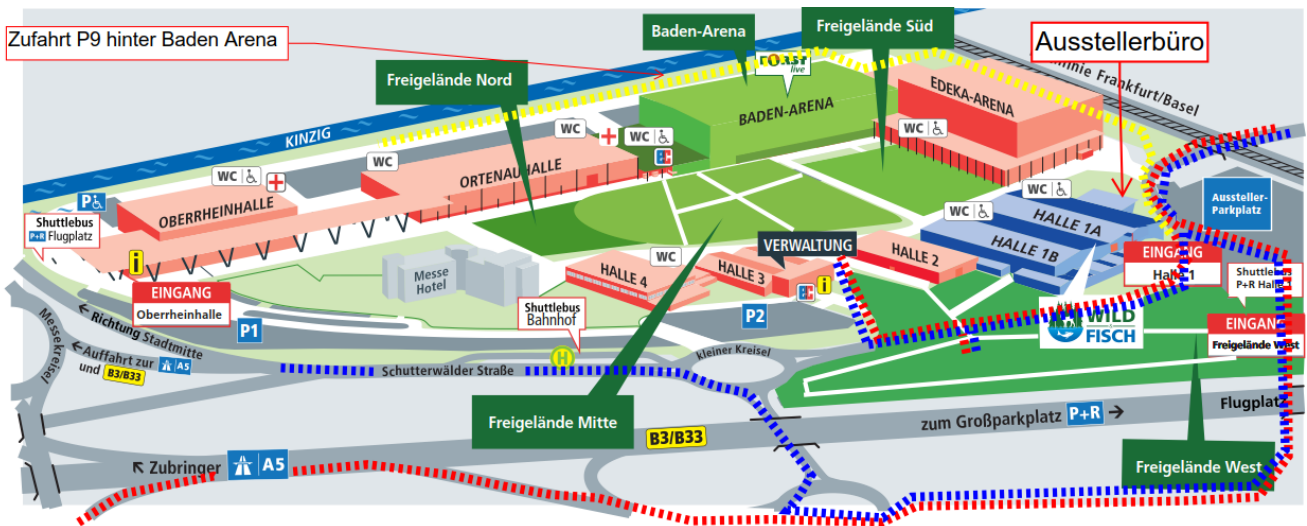 Zufahrt P9 hinter Baden Arena
Baden-Arena
Freigelände Süd
Ausstellerbüro
Frankfurt/Basel
Freigelände Nord
forst
live
KINZIG
BADEN-ARENA
EDEKA-ARENA
WC
WC
WC
WC
WC
ORTENAUHALLE
OBERRHEINHALLE
P
Shuttlebus
P+R Flugplatz
i
EINGANG
Oberrheinhalle
Messe
Hotel
WC
HALLE 4
HALLE 3
VERWALTUNG
i
HALLE 2
WC
WC
HALLE 1A
HALLE 1B
Aussteller-
Parkplatz
EINGANG
Halle 1
Shuttlebus
P+R Halle
WILD
FISCH
EINGANG
Freigelände West
Messekreisel
Richtung Stadtmitte
P1
Auffahrt zur A5
und B3/B33
Shuttlebus
Bahnhof
H
P2
kleiner Kreisel
Schutterwälder Straße
Freigelände Mitte
B3/B33
zum Großparkplatz P+R →
Flugplatz
Freigelände West
Zubringer A5